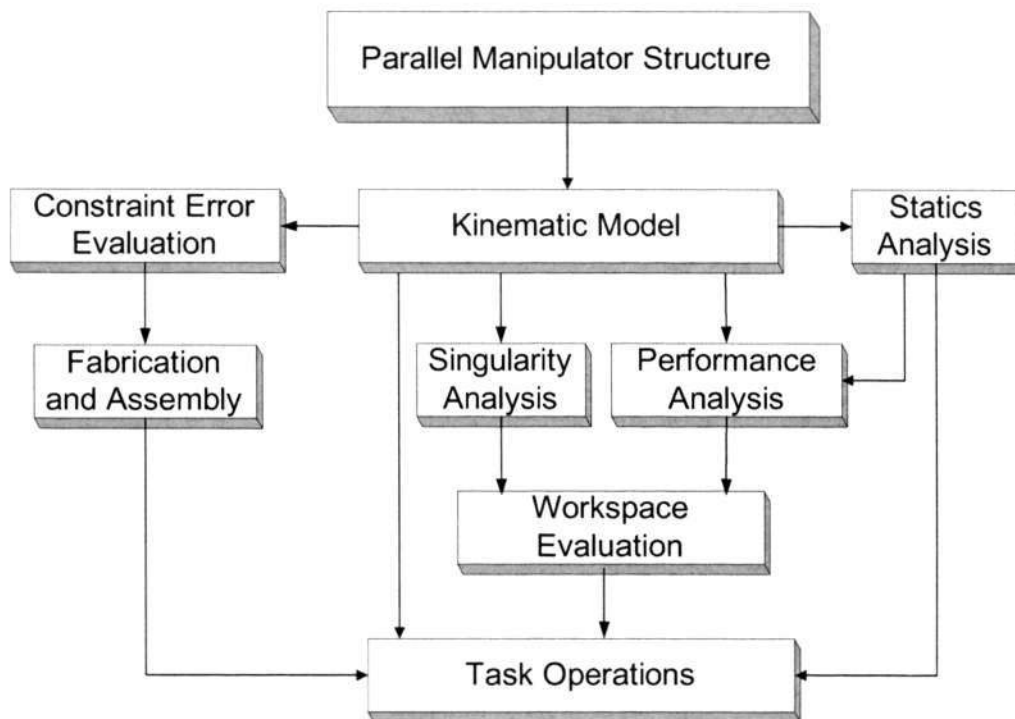 Parallel Manipulator Structure
Constraint Error
Evaluation
Kinematic Model
Statics
Analysis
Fabrication
and Assembly
Singularity
Analysis
Performance
Analysis
Workspace
Evaluation
Task Operations